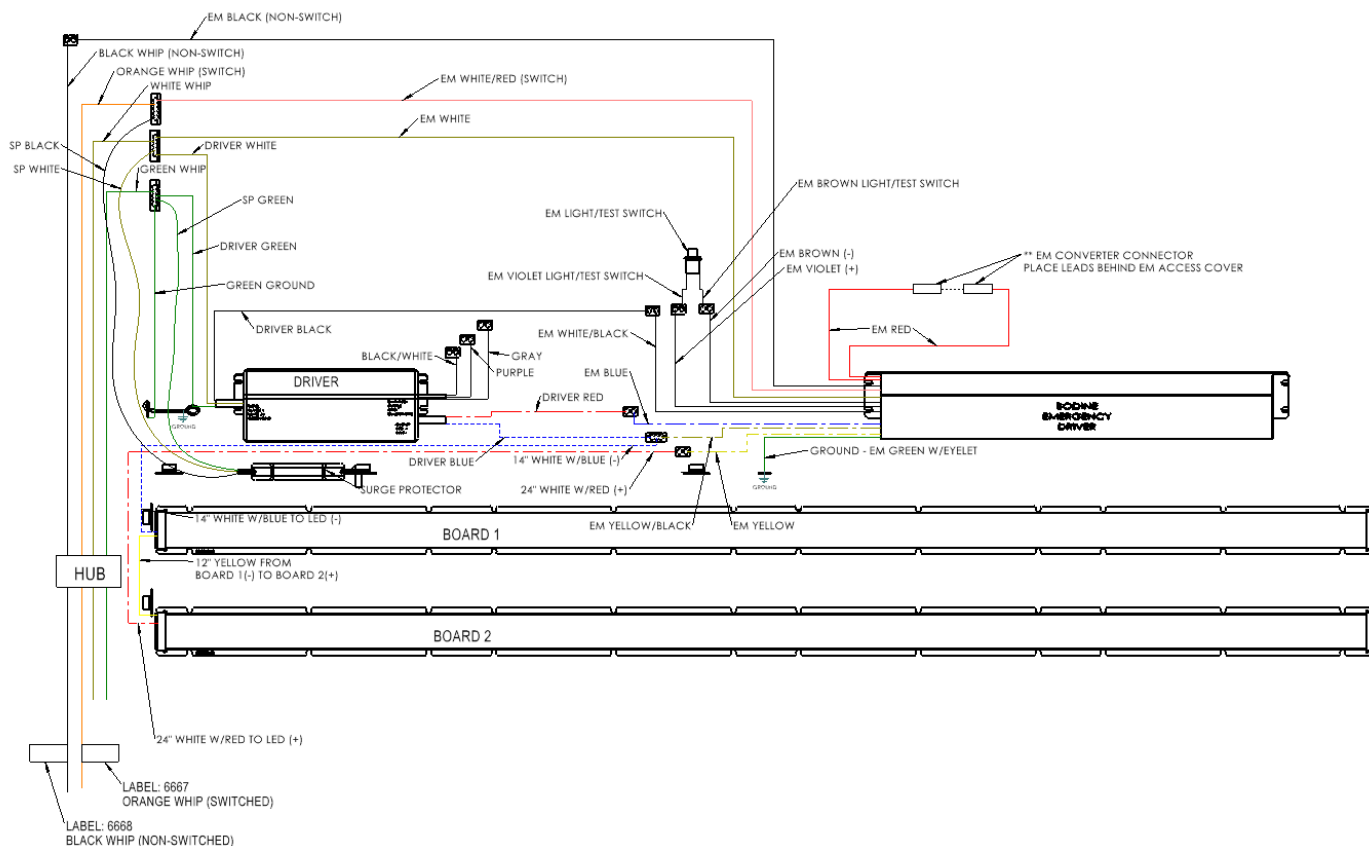 EM BLACK (NON-SWITCH)
BLACK WHIP (NON-SWITCH)
ORANGE WHIP (SWITCH)
WHITE WHIP
EM WHITE/RED (SWITCH)
EM WHITE
SP BLACK
DRIVER WHITE
SP WHITE
GREEN WHIP
EM BROWN LIGHT/TEST SWITCH
SP GREEN
EM LIGHT/TEST SWITCH
DRIVER GREEN
EM BROWN (-)
EM VIOLET (+)
** EM CONVERTER CONNECTOR
PLACE LEADS BEHIND EM ACCESS COVER
EM VIOLET LIGHT/TEST SWITCH
GREEN GROUND
DRIVER BLACK
EM WHITE/BLACK
EM RED
BLACK/WHITE
GRAY
PURPLE
EM BLUE
DRIVER
DRIVER RED
BODINE
EMERGENCY
DRIVER
GROUND
DRIVER BLUE
14" WHITE W/BLUE (-)
GROUND - EM GREEN W/EYELET
SURGE PROTECTOR
24" WHITE W/RED (+)
GROUND
14" WHITE W/BLUE TO LED (-)
EM YELLOW/BLACK
EM YELLOW
BOARD 1
12" YELLOW FROM
BOARD 1(-) TO BOARD 2(+)
HUB
BOARD 2
24" WHITE W/RED TO LED (+)
LABEL: 6667
ORANGE WHIP (SWITCHED)
LABEL: 6668
BLACK WHIP (NON-SWITCHED)